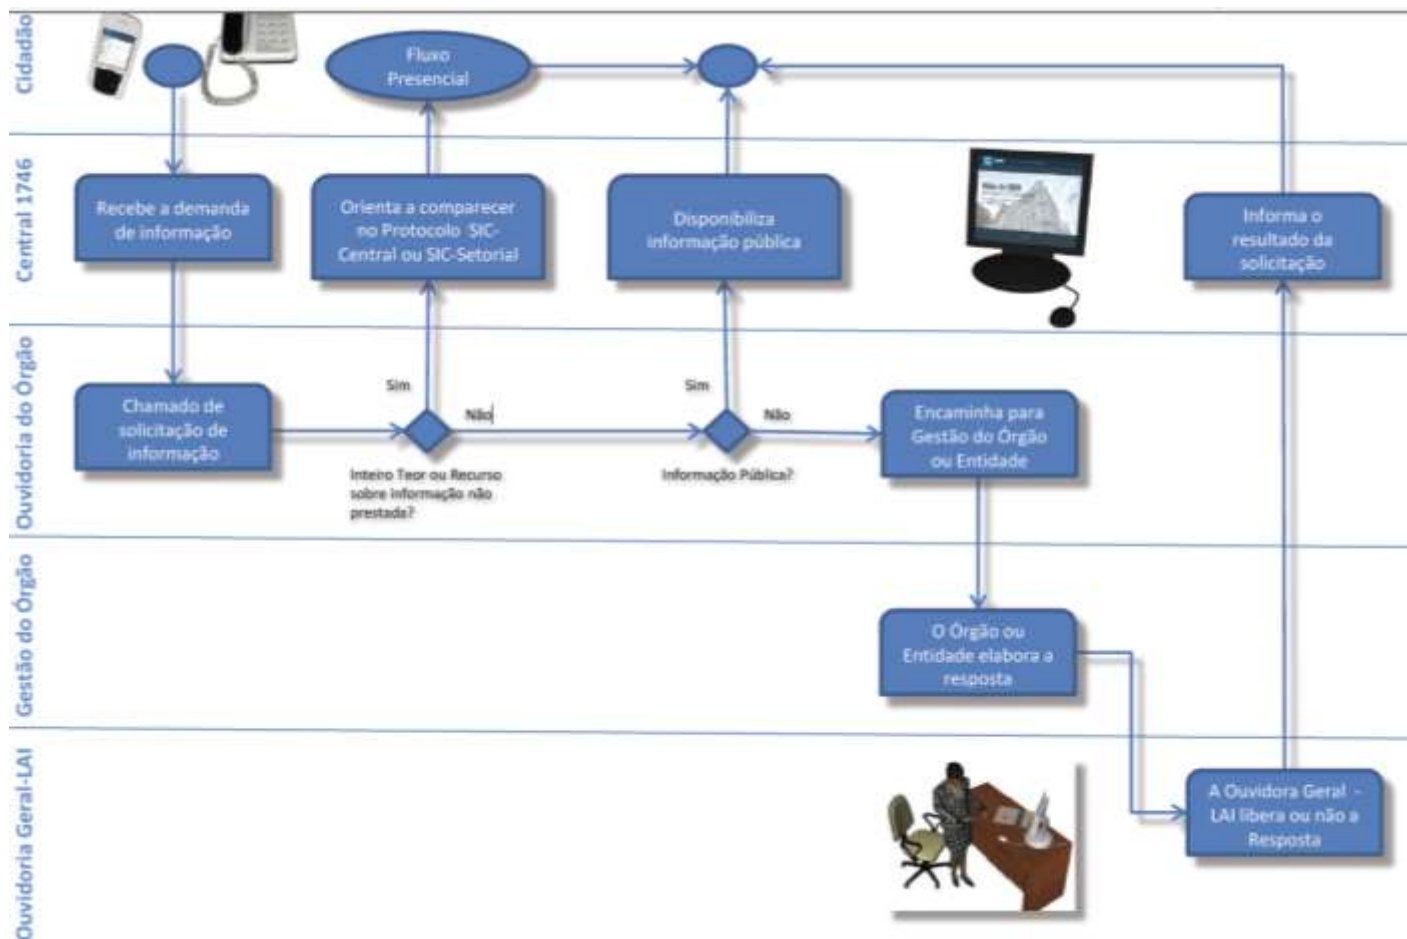 Cidadão
Fluxo
Presencial
Central 1746
Recebe a demanda
de informação
Orienta a comparecer
no Protocolo SIC-
Central ou SIC-Setorial
Disponibiliza
informação pública
Informa o
resultado da
solicitação
Ouvidoria do Órgão
Chamado de
solicitação de
informação
Sim
Não
Inteiro Teor ou Recurso
sobre informação não
prestada?
Sim
Não
Informação Pública?
Encaminha para
Gestão do Órgão
ou Entidade
Gestão do Órgão
O Órgão ou
Entidade elabora a
resposta
Ouvidoria Geral-LAI
A Ouvidora Geral -
LAI libera ou não a
Resposta